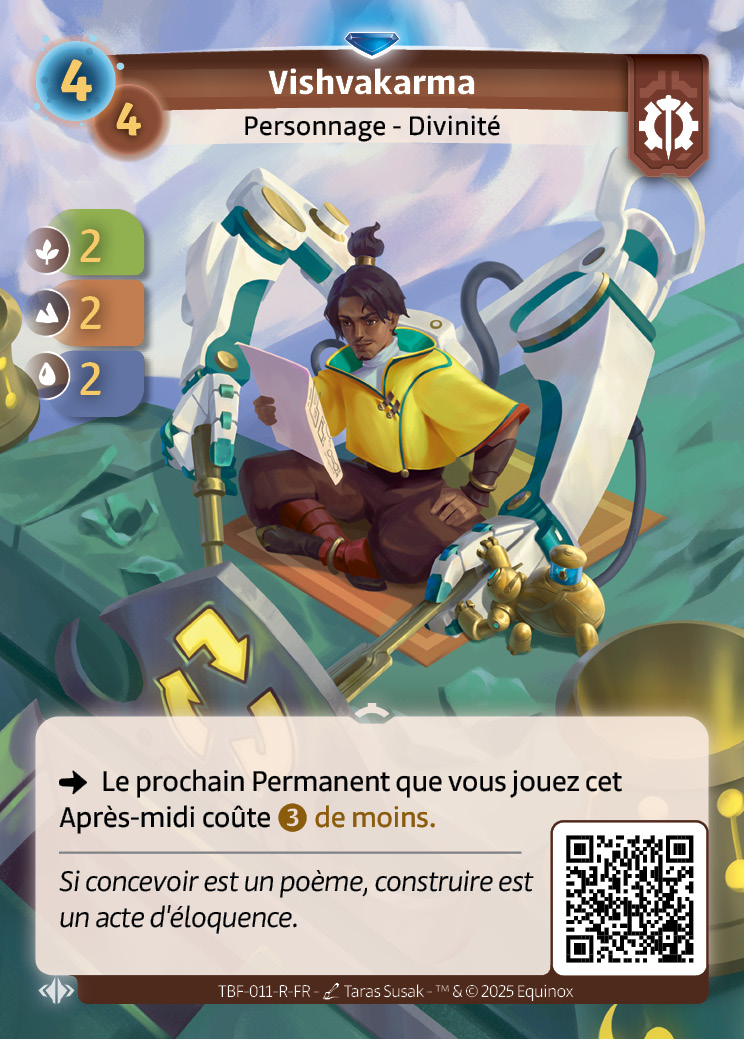 4
Vishvakarma
4
Personnage - Divinité
2
2
2
Le prochain Permanent que vous jouez cet
Après-midi coûte 3 de moins.
Si concevoir est un poème, construire est
un acte d'éloquence.
TBF-011-R-FR - Taras Susak - ™ & © 2025 Equinox